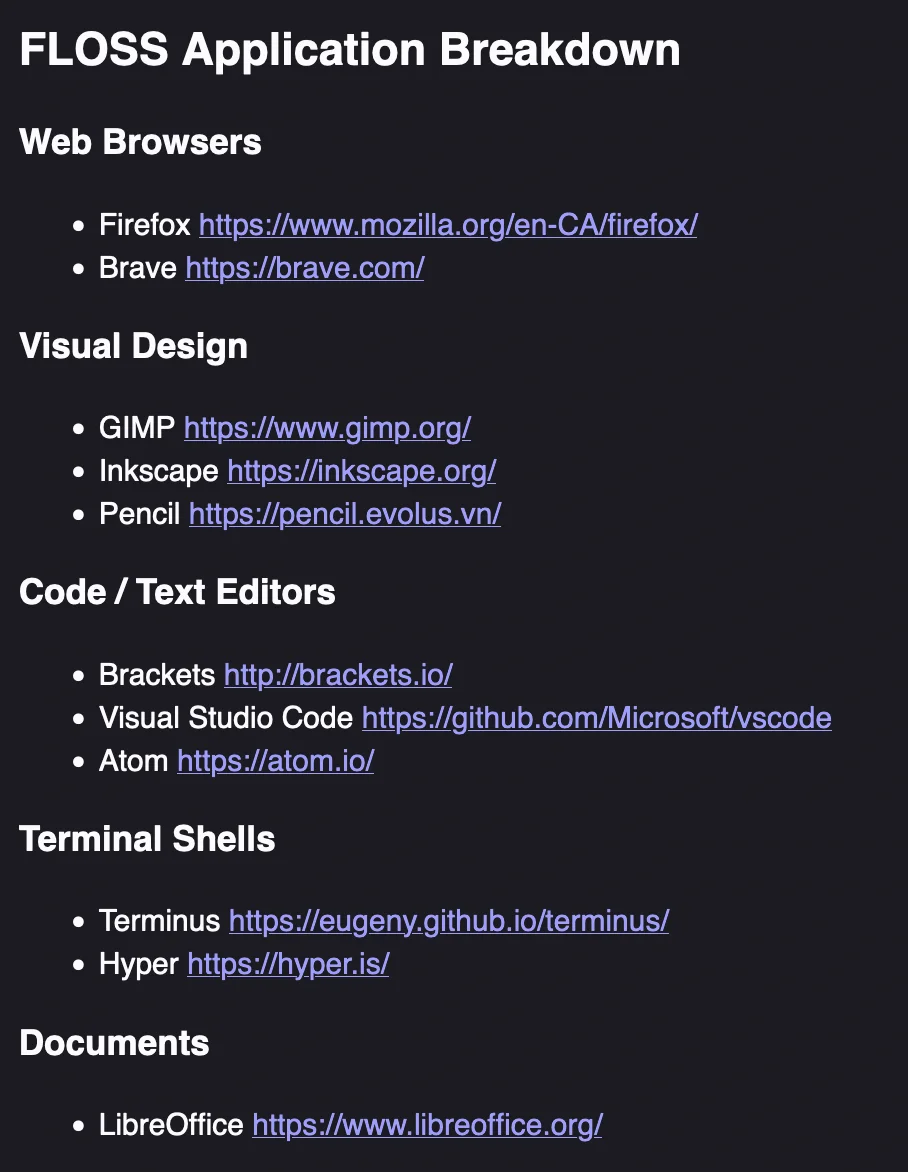 FLOSS Application Breakdown
Web Browsers
• Firefox https://www.mozilla.org/en-CA/firefox/
• Brave https://brave.com/
Visual Design
• GIMP https://www.gimp.org/
• Inkscape https://inkscape.org/
• Pencil https://pencil.evolus.vn/
Code / Text Editors
• Brackets http://brackets.io/
• Visual Studio Code https://github.com/Microsoft/vscode
• Atom https://atom.io/
Terminal Shells
• Terminus https://eugeny.github.io/terminus/
• Hyper https://hyper.is/
Documents
• LibreOffice https://www.libreoffice.org/